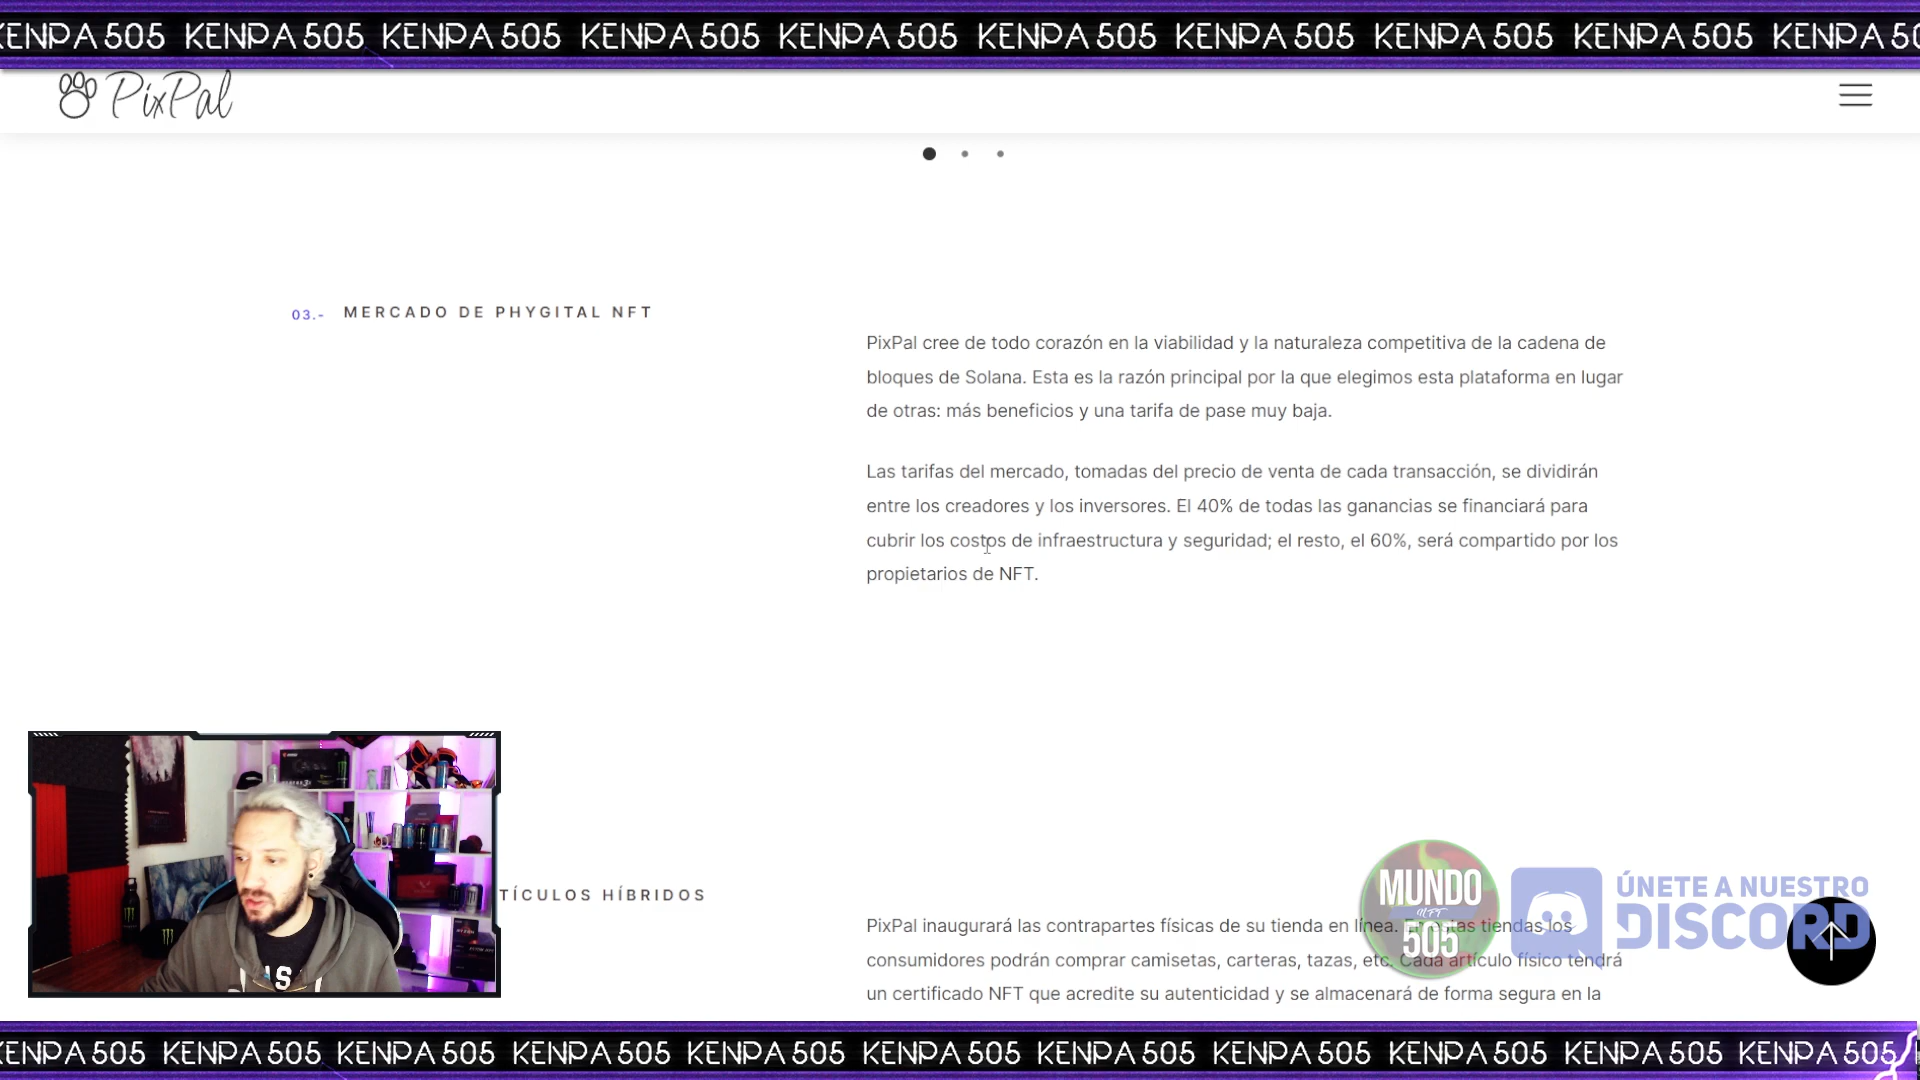 KENPA 505 KENPA 505 KENPA 505 KENPA 505 KENPA 505 KENPA 505 KENPA 505 KENPA 505 KENPA 505
PixPal
03.- MERCADO DE PHYGITAL NFT
PixPal cree de todo corazón en la viabilidad y la naturaleza competitiva de la cadena de
bloques de Solana. Esta es la razón principal por la que elegimos esta plataforma en lugar
de otras: más beneficios y una tarifa de pase muy baja.
Las tarifas del mercado, tomadas del precio de venta de cada transacción, se dividirán
entre los creadores y los inversores. El 40% de todas las ganancias se financiará para
cubrir los costos de infraestructura y seguridad; el resto, el 60%, será compartido por los
propietarios de NFT.
TÍCULOS HÍBRIDOS
PixPal inaugurará las contrapartes físicas de su tienda en línea. tiendas los
consumidores podrán comprar camisetas, carteras, tazas, etc. Cada artículo físico tendrá
un certificado NFT que acredite su autenticidad y se almacenará de forma segura en la
MUNDO
NFT
505
ÚNETE A NUESTRO
DISCORD
KENPA 505 KENPA 505 KENPA 505 KENPA 505 KENPA 505 KENPA 505 KENPA 505 KENPA 505 KENPA 505 KENPA 505 KENPA 505